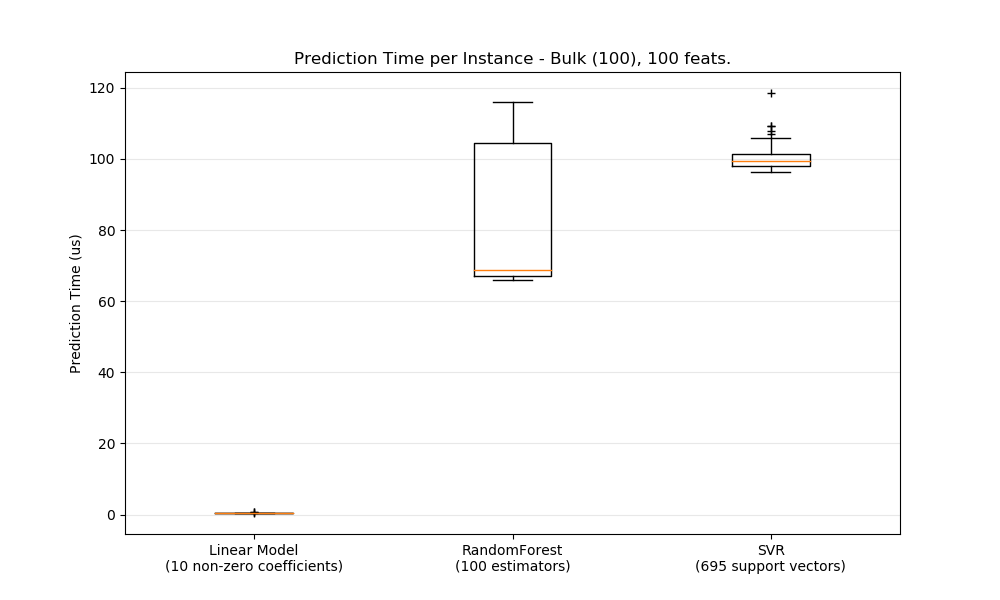 Prediction Time per Instance - Bulk (100), 100 feats.
120
100
80
60
40
20
0
Prediction Time (us)
Linear Model
(10 non-zero coefficients)
RandomForest
(100 estimators)
SVR
(695 support vectors)